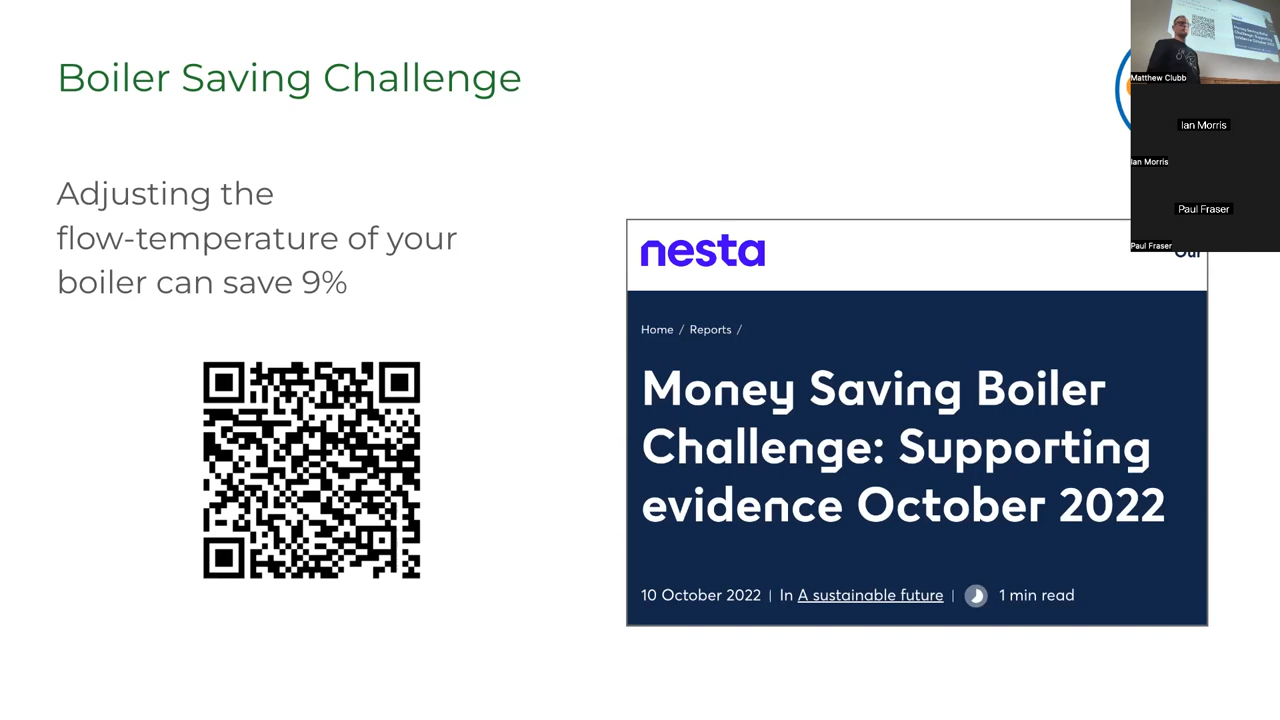 Boiler Saving Challenge
Adjusting the
flow-temperature of your
boiler can save 9%
nesta
Our
Home / Reports /
Money Saving Boiler
Challenge: Supporting
evidence October 2022
10 October 2022 | In A sustainable future | 1 min read
Matthew Clubb
Ian Morris
Ian Morris
Paul Fraser
Paul Fraser